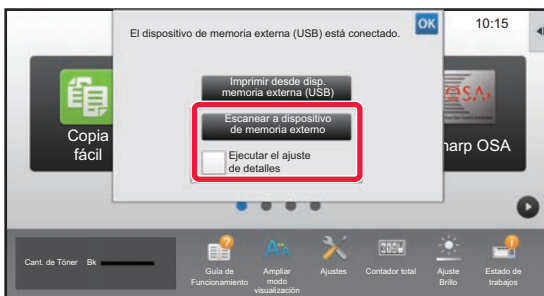 El dispositivo de memoria externa (USB) está conectado.
OK
10:15
Imprimir desde disp.
memoria externa (USB)
Escanear a dispositivo
de memoria externo
Ejecutar el ajuste
de detalles
Copia
fácil
OSA
harp OSA
Cant. de Tóner Bk
Guía de
Funcionamiento
Ampliar
modo
visualización
Ajustes
Contador total
Ajuste
Brillo
Estado de
trabajos